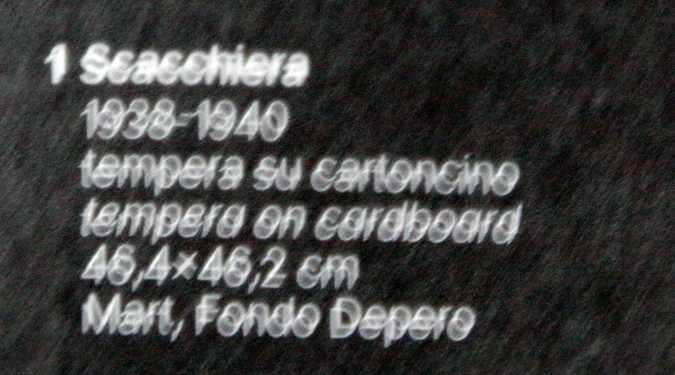 1 Scacchiera
1938-1940
tempera su cartoncino
tempera on cardboard
46,4×46,2 cm
Mart, Fondo Depero